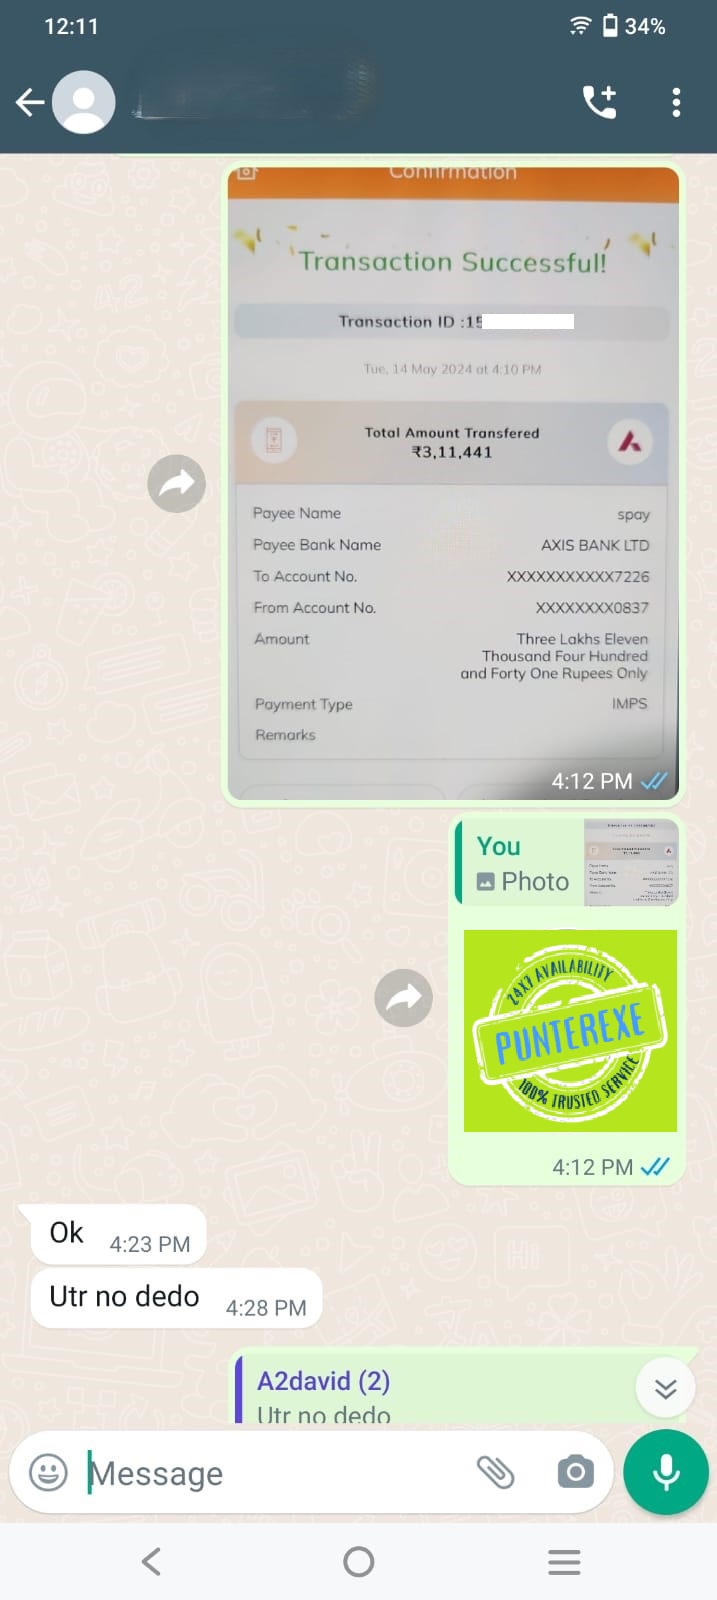 12:11
34%
Confirmation
Transaction Successful!
Transaction ID :15
Tue, 14 May 2024 at 4:10 PM
Total Amount Transfered
₹3,11,441
Payee Name spay
Payee Bank Name AXIS BANK LTD
To Account No. XXXXXXXXXXX7226
From Account No. XXXXXXXX0837
Amount Three Lakhs Eleven
Thousand Four Hundred
and Forty One Rupees Only
Payment Type IMPS
Remarks
4:12 PM
You
Photo
24X7 AVAILABILITY
PUNTEREXE
100% TRUSTED SERVICE
4:12 PM
Ok 4:23 PM
Utr no dedo 4:28 PM
A2david (2)
Utr no dedo
Message